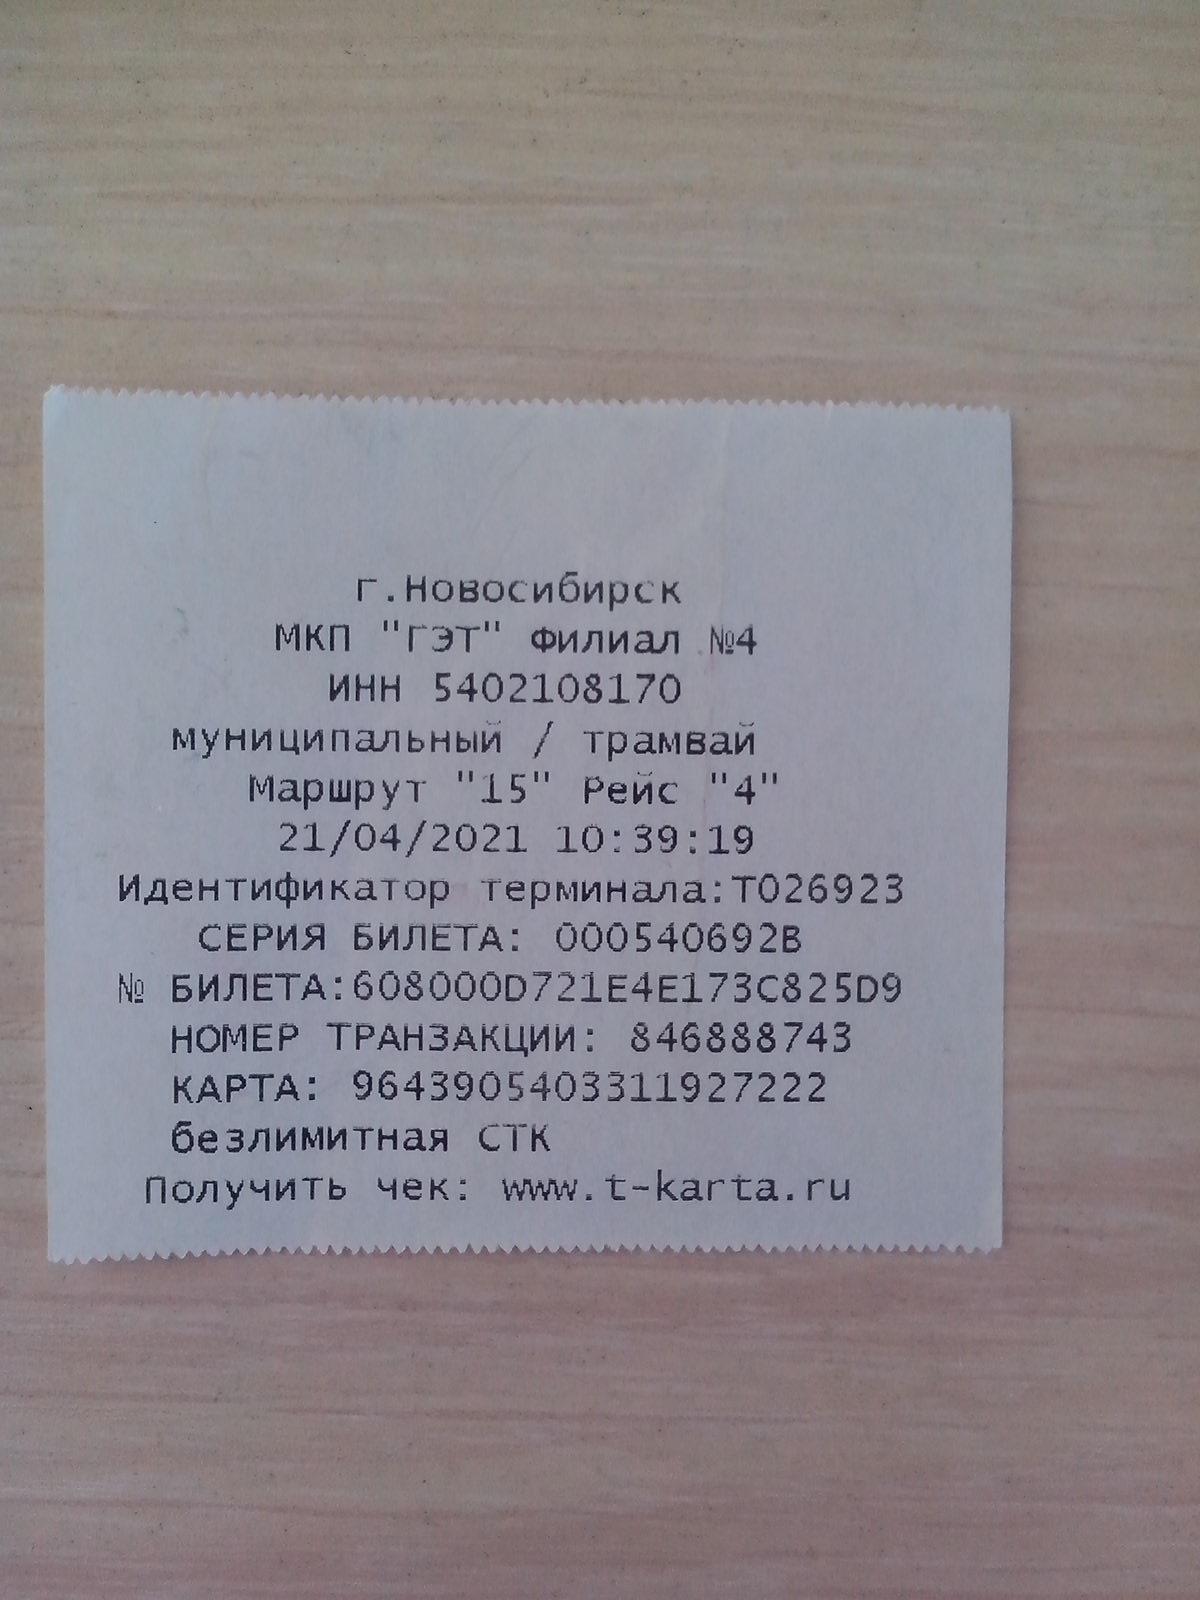 г.Новосибирск
МКП "ГЭТ" Филиал №4
ИНН 5402108170
муниципальный / трамвай
Маршрут "15" Рейс "4"
21/04/2021 10:39:19
Идентификатор терминала:Т026923
СЕРИЯ БИЛЕТА: 000540692В
№ БИЛЕТА:608000D721E4E173C825D9
НОМЕР ТРАНЗАКЦИИ: 846888743
КАРТА: 9643905403311927222
безлимитная СТК
Получить чек: www.t-karta.ru